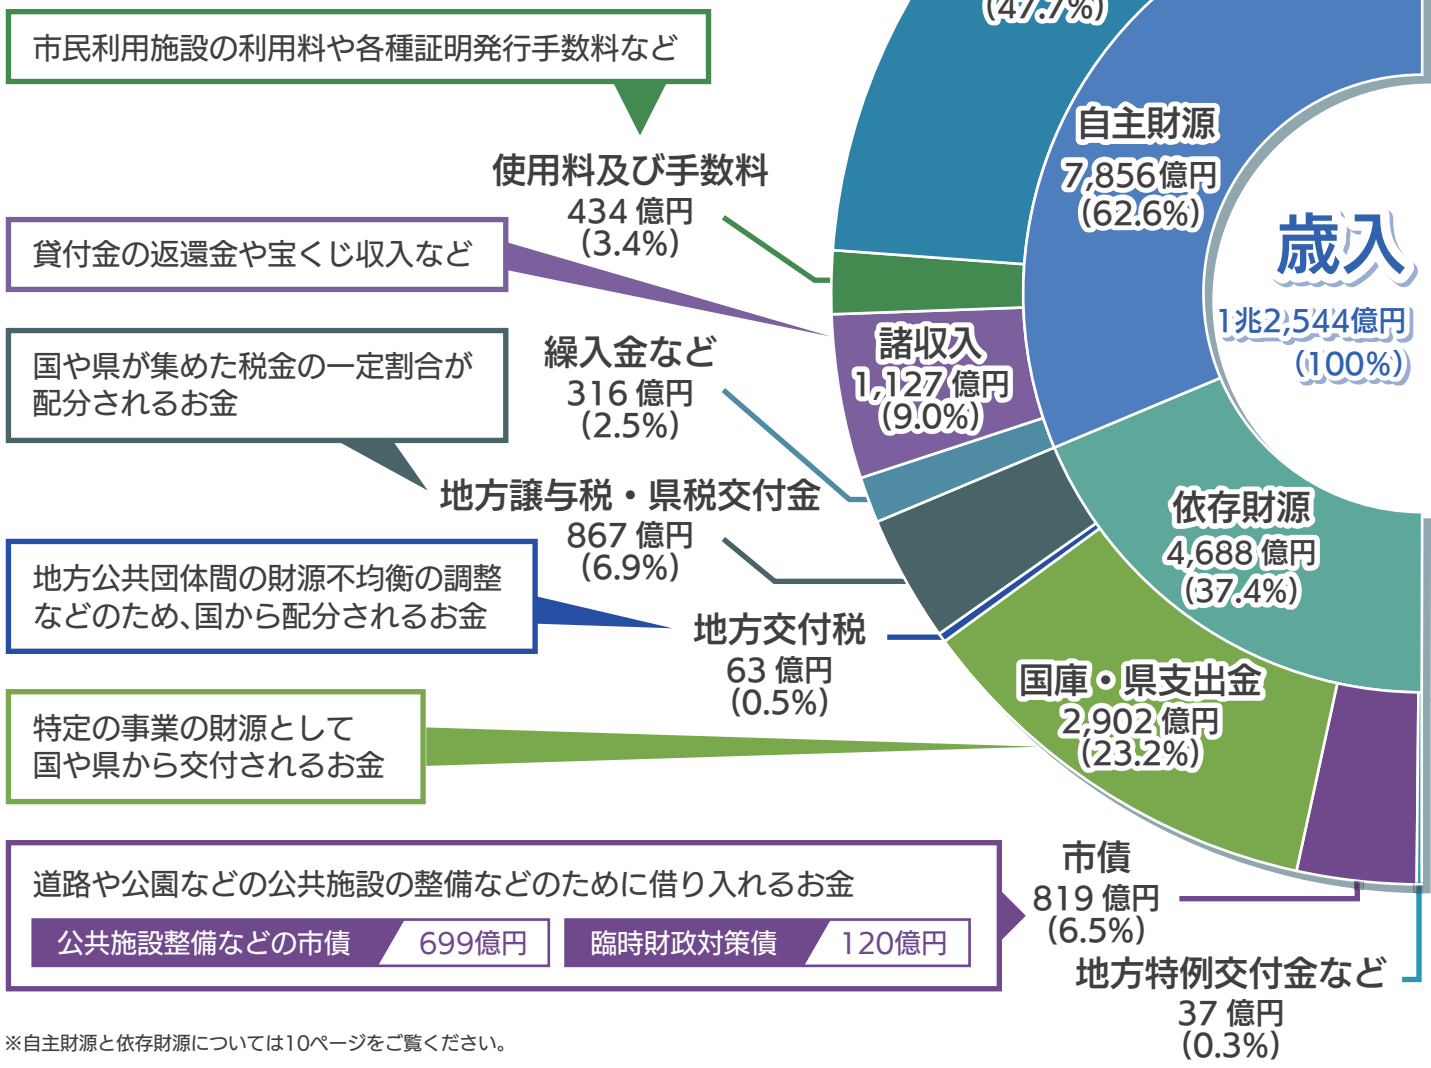 (47.7%)
市民利用施設の利用料や各種証明発行手数料など
自主財源
7,856億円
(62.6%)
使用料及び手数料
434 億円
(3.4%)
歳入
1兆2,544億円
(100%)
貸付金の返還金や宝くじ収入など
諸収入
1,127 億円
(9.0%)
繰入金など
316 億円
(2.5%)
国や県が集めた税金の一定割合が
配分されるお金
地方譲与税・県税交付金
867 億円
(6.9%)
依存財源
4,688 億円
(37.4%)
地方公共団体間の財源不均衡の調整
などのため、国から配分されるお金
地方交付税
63 億円
(0.5%)
国庫・県支出金
2,902 億円
(23.2%)
特定の事業の財源として
国や県から交付されるお金
道路や公園などの公共施設の整備などのために借り入れるお金
公共施設整備などの市債 699億円 臨時財政対策債 120億円
市債
819 億円
(6.5%)
地方特例交付金など
37 億円
(0.3%)
※自主財源と依存財源については10ページをご覧ください。